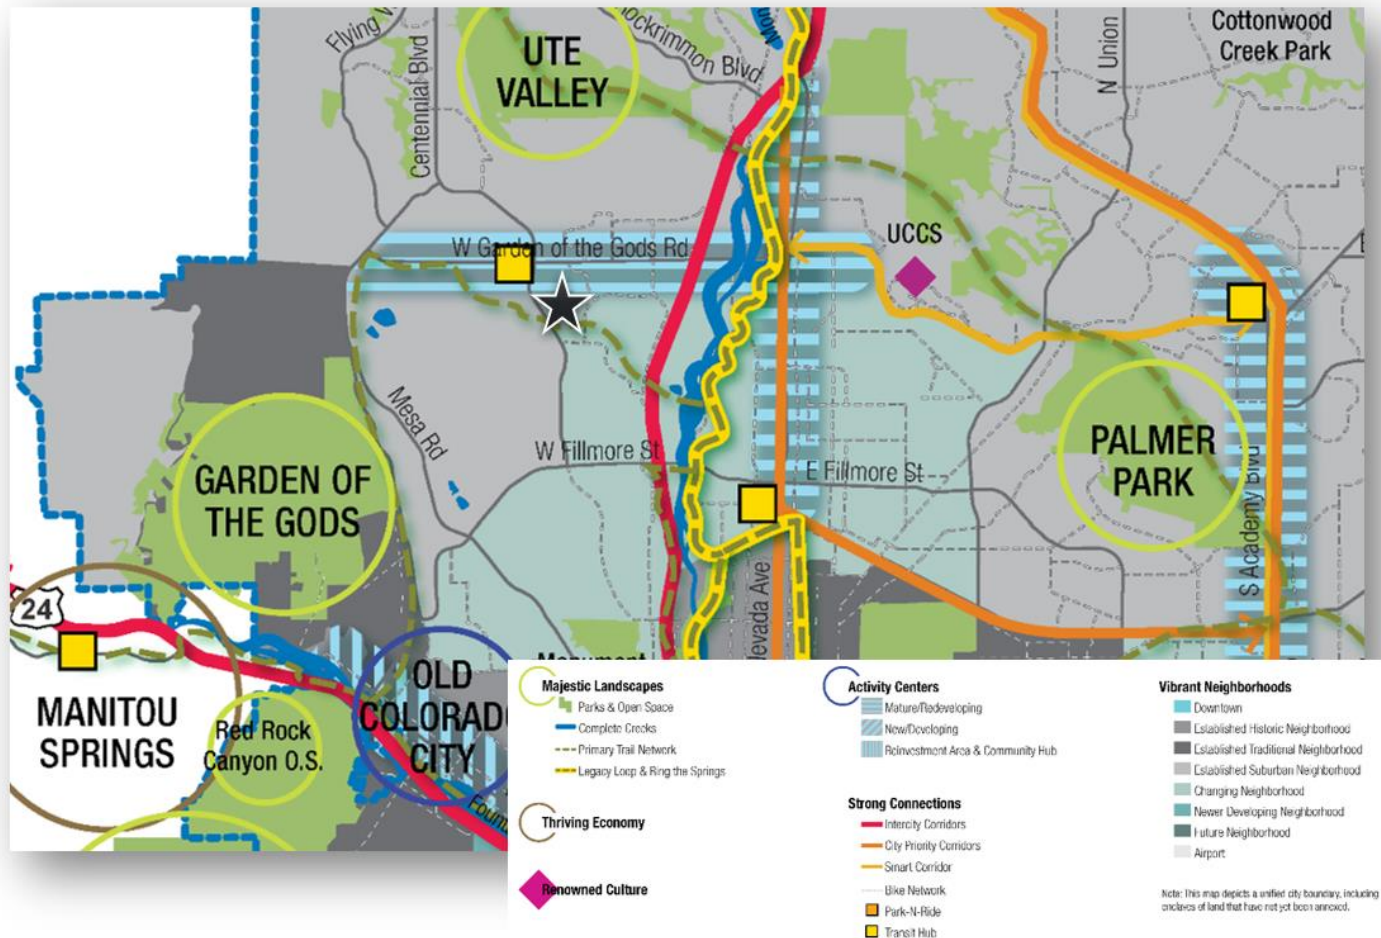 Flying V
Centennial Blvd
UTE
VALLEY
ockrimmon Blvd
Mon
N Union
Cottonwood
Creek Park
W Garden of the Gods Rd
UCCS
Mesa Rd
GARDEN OF
THE GODS
W Fillmore St
E Fillmore St
PALMER
PARK
S Academy Blvd
24
MANITOU
SPRINGS
Red Rock
Canyon O.S.
OLD
COLORADO
CITY
Nevada Ave
Monument
Fount
Majestic Landscapes
Parks & Open Space
Complete Creeks
Primary Trail Network
Legacy Loop & Ring the Springs
Thriving Economy
Renowned Culture
Activity Centers
Mature/Redeveloping
New/Developing
Reinvestment Area & Community Hub
Strong Connections
Intercity Corridors
City Priority Corridors
Smart Corridor
Bike Network
Park-N-Ride
Transit Hub
Vibrant Neighborhoods
Downtown
Established Historic Neighborhood
Established Traditional Neighborhood
Established Suburban Neighborhood
Changing Neighborhood
Newer Developing Neighborhood
Future Neighborhood
Airport
Note: This map depicts a unified city boundary, including
enclaves of land that have not yet been annexed.